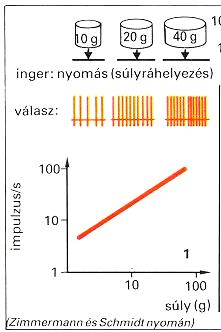 10 g 20 g 40 g
inger: nyomás (súlyráhelyezés)
válasz:
impulzus/s
100
10
1
1
10 100
súly (g)
(Zimmermann és Schmidt nyomán)